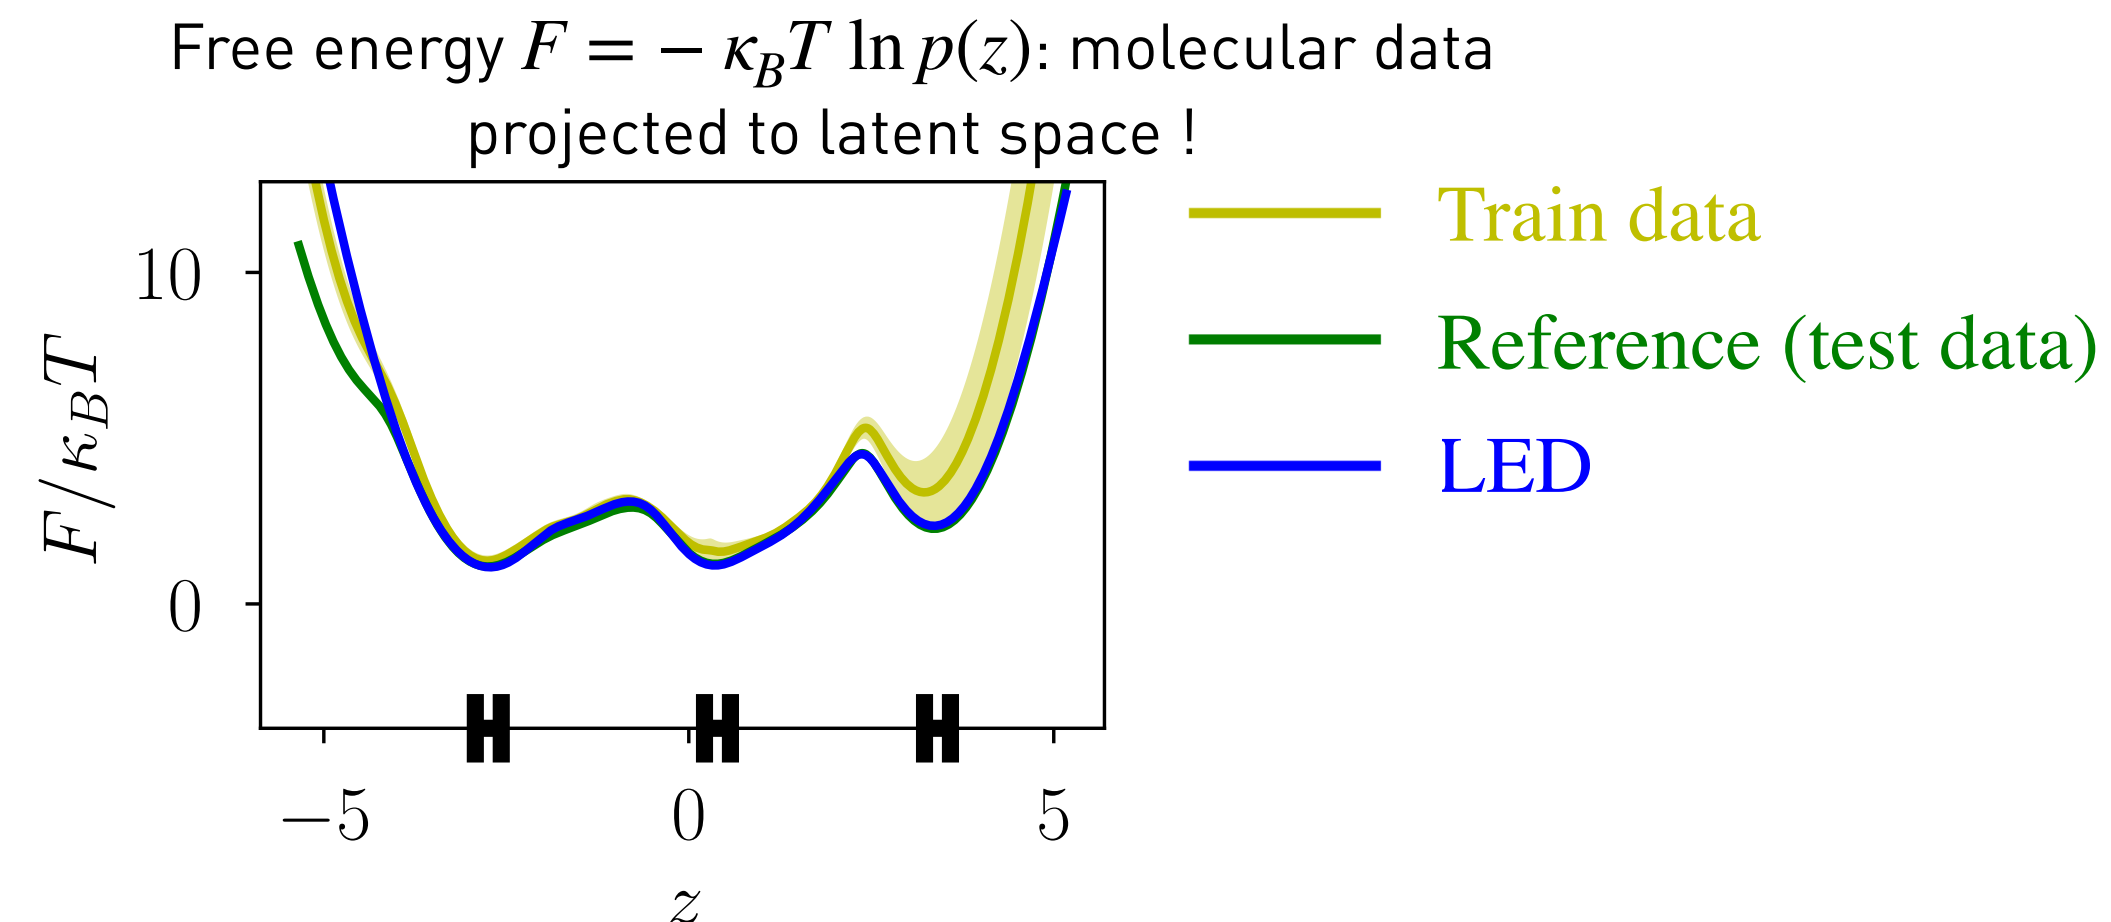 Free energy F = − κ_B T ln p(z): molecular data
projected to latent space !
Train data
Reference (test data)
LED
10
0
F/κ_B T
−5 0 5
z